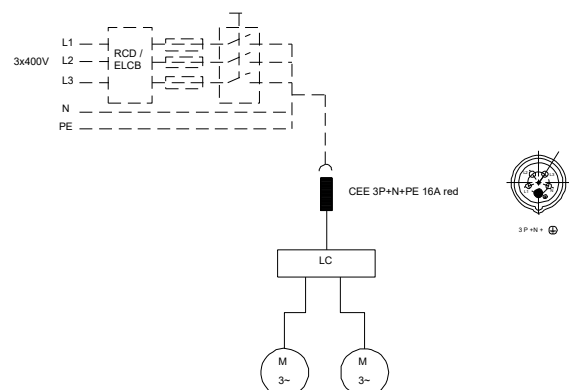 L1
3x400V
L2
L3
RCD /
ELCB
N
PE
CEE 3P+N+PE 16A red
3 P +N +
LC
M
3~
M
3~